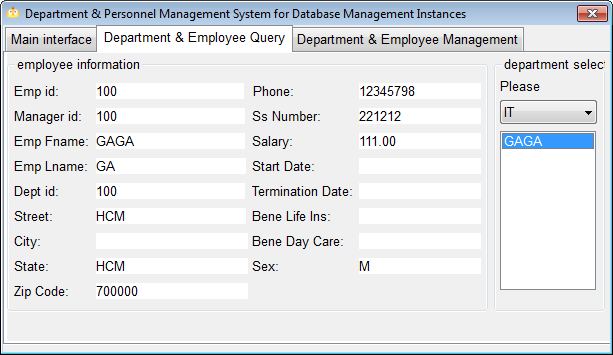 Department & Personnel Management System for Database Management Instances
Main interface Department & Employee Query Department & Employee Management
employee information department select
Emp id: 100 Phone: 12345798 Please
Manager id: 100 Ss Number: 221212 IT
Emp Fname: GAGA Salary: 111.00 GAGA
Emp Lname: GA Start Date:
Dept id: 100 Termination Date:
Street: HCM Bene Life Ins:
City: Bene Day Care:
State: HCM Sex: M
Zip Code: 700000